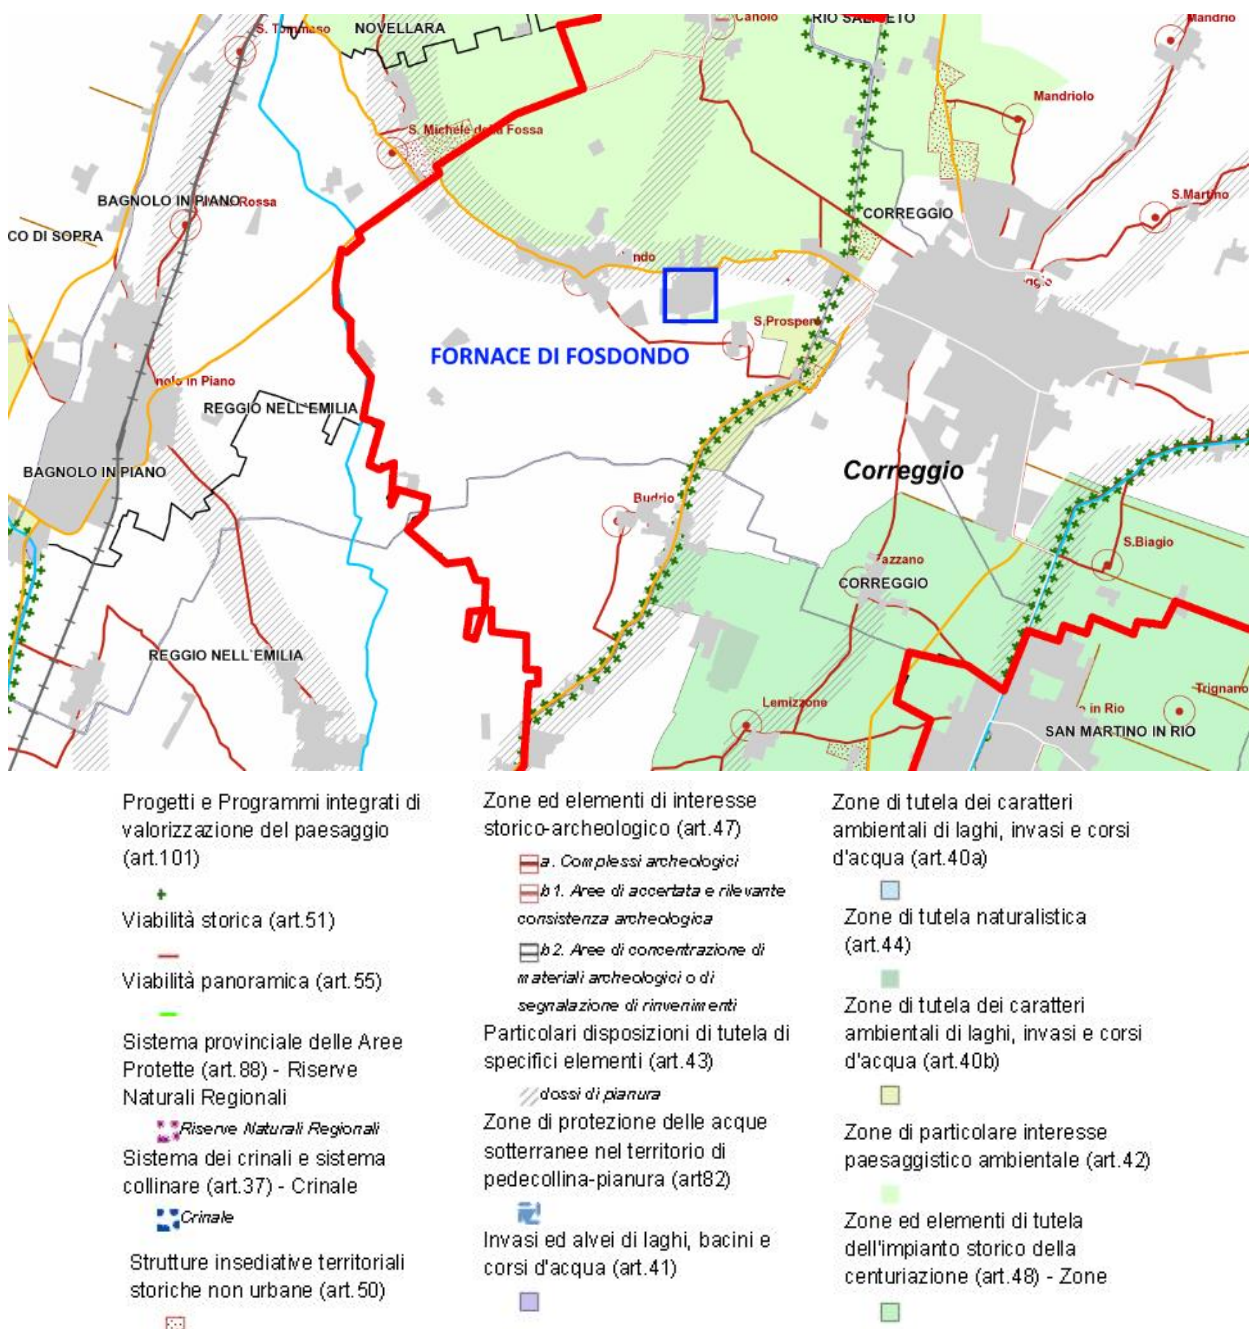 S. Tommaso
NOVELLARA
Canolo
RIO SALICETO
Mandrio
Mandriolo
S. Michele della Fossa
BAGNOLO IN PIANO
Rossa
S.Martino
CO DI SOPRA
CORREGGIO
ndo
ggio
S.Prospero
FORNACE DI FOSDONDO
nolo in Piano
REGGIO NELL'EMILIA
BAGNOLO IN PIANO
Correggio
Budrio
S.Biagio
Fazzano
CORREGGIO
REGGIO NELL'EMILIA
Lemizzone
Trignano
o in Rio
SAN MARTINO IN RIO
Progetti e Programmi integrati di
valorizzazione del paesaggio
(art.101)
Viabilità storica (art.51)
Viabilità panoramica (art.55)
Sistema provinciale delle Aree
Protette (art.88) - Riserve
Naturali Regionali
Riserve Naturali Regionali
Sistema dei crinali e sistema
collinare (art.37) - Crinale
Crinale
Strutture insediative territoriali
storiche non urbane (art.50)
Zone ed elementi di interesse
storico-archeologico (art.47)
a. Complessi archeologici
b1. Aree di accertata e rilevante
consistenza archeologica
b2. Aree di concentrazione di
materiali archeologici o di
segnalazione di rinvenimenti
Particolari disposizioni di tutela di
specifici elementi (art.43)
dossi di pianura
Zone di protezione delle acque
sotterranee nel territorio di
pedecollina-pianura (art82)
Invasi ed alvei di laghi, bacini e
corsi d'acqua (art.41)
Zone di tutela dei caratteri
ambientali di laghi, invasi e corsi
d'acqua (art.40a)
Zone di tutela naturalistica
(art.44)
Zone di tutela dei caratteri
ambientali di laghi, invasi e corsi
d'acqua (art.40b)
Zone di particolare interesse
paesaggistico ambientale (art.42)
Zone ed elementi di tutela
dell'impianto storico della
centuriazione (art.48) - Zone